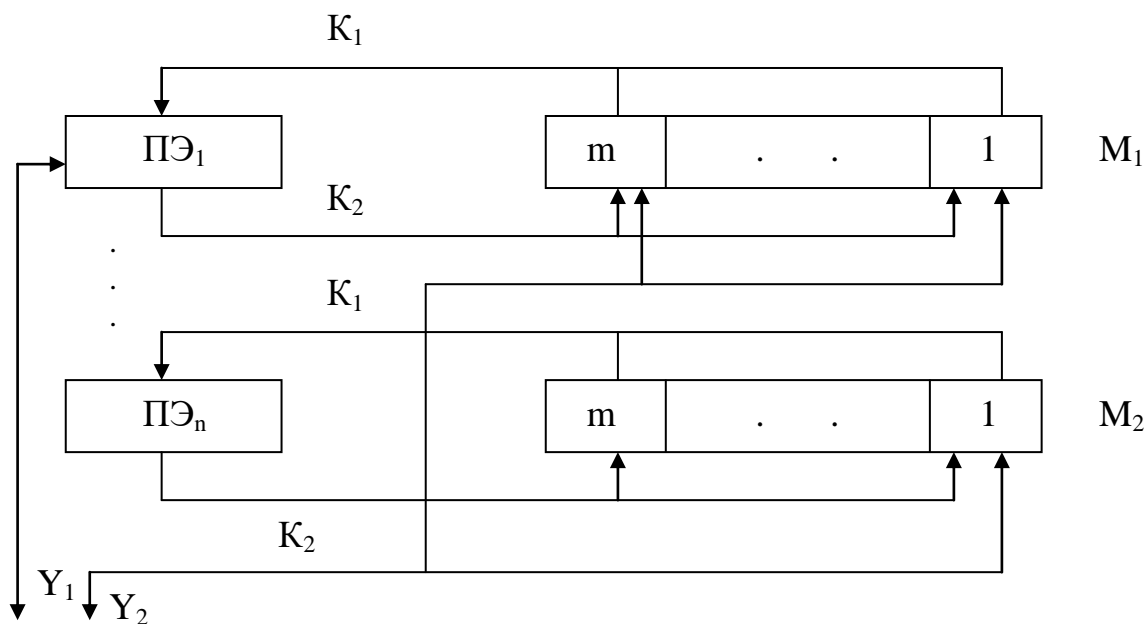 К₁
ПЭ₁ m . . 1 М₁
К₂
.
.
.
К₁
ПЭₙ m . . 1 М₂
К₂
Y₁
Y₂